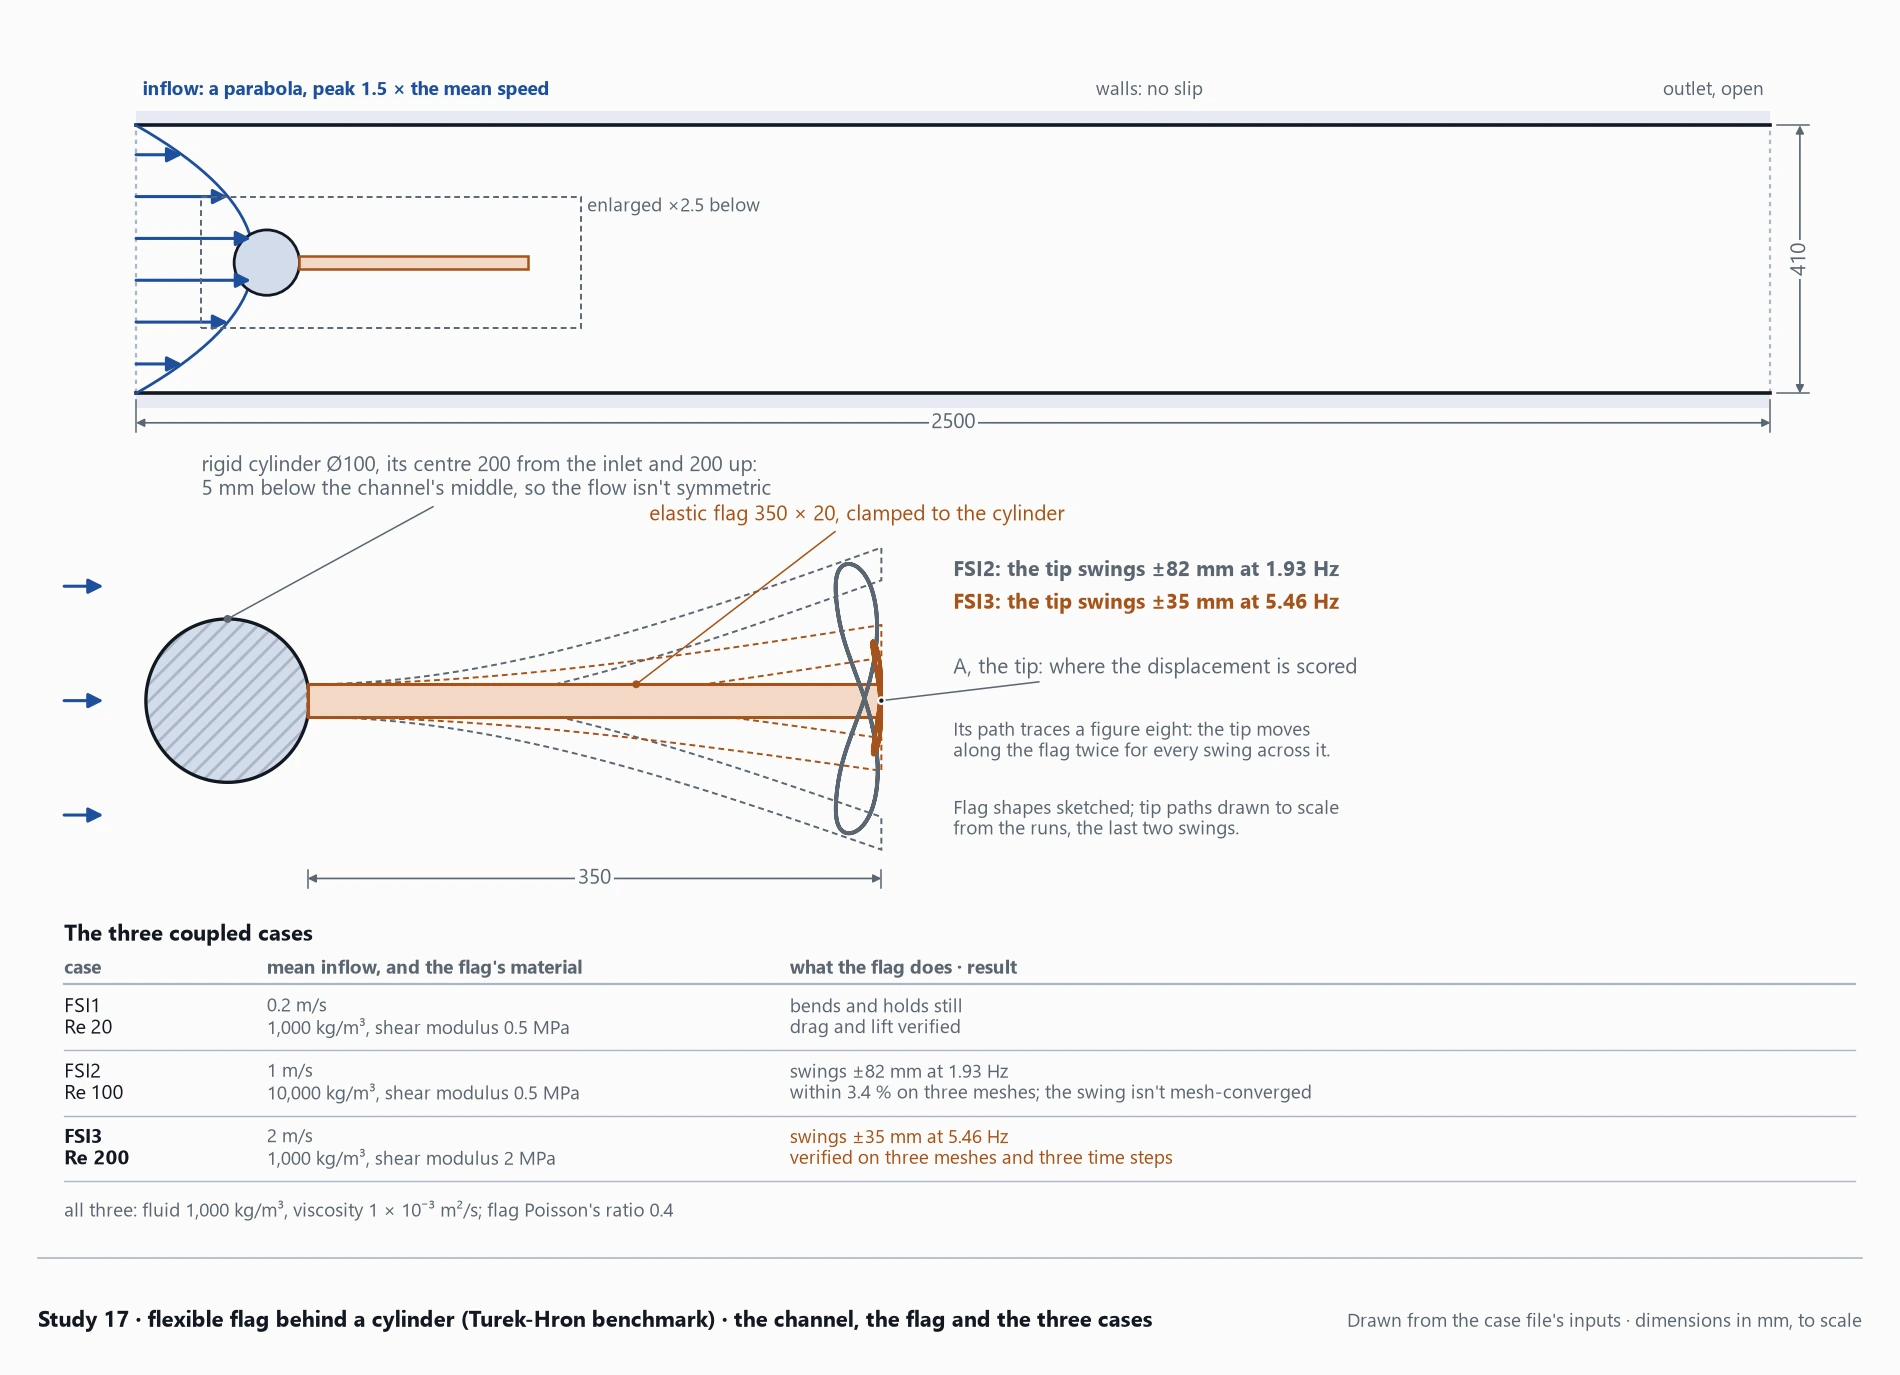 inflow: a parabola, peak 1.5 × the mean speed
walls: no slip
outlet, open
enlarged ×2.5 below
410
2500
rigid cylinder Ø100, its centre 200 from the inlet and 200 up:
5 mm below the channel's middle, so the flow isn't symmetric
elastic flag 350 × 20, clamped to the cylinder
FSI2: the tip swings ±82 mm at 1.93 Hz
FSI3: the tip swings ±35 mm at 5.46 Hz
A, the tip: where the displacement is scored
Its path traces a figure eight: the tip moves
along the flag twice for every swing across it.
Flag shapes sketched; tip paths drawn to scale
from the runs, the last two swings.
350
The three coupled cases
case
mean inflow, and the flag's material
what the flag does · result
FSI1
0.2 m/s
bends and holds still
Re 20
1,000 kg/m³, shear modulus 0.5 MPa
drag and lift verified
FSI2
1 m/s
swings ±82 mm at 1.93 Hz
Re 100
10,000 kg/m³, shear modulus 0.5 MPa
within 3.4 % on three meshes; the swing isn't mesh-converged
FSI3
2 m/s
swings ±35 mm at 5.46 Hz
Re 200
1,000 kg/m³, shear modulus 2 MPa
verified on three meshes and three time steps
all three: fluid 1,000 kg/m³, viscosity 1 × 10⁻³ m²/s; flag Poisson's ratio 0.4
Study 17 · flexible flag behind a cylinder (Turek-Hron benchmark) · the channel, the flag and the three cases
Drawn from the case file's inputs · dimensions in mm, to scale